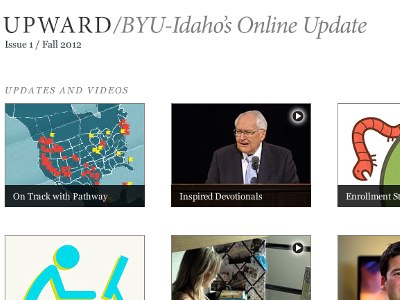 UPWARD/BYU-Idaho's Online Update
Issue 1 / Fall 2012
UPDATES AND VIDEOS
On Track with Pathway
Inspired Devotionals
Enrollment